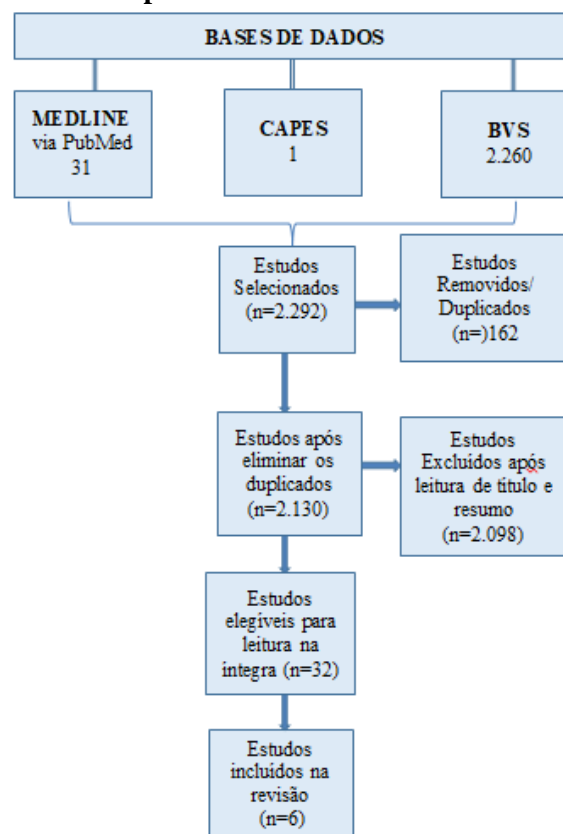 BASES DE DADOS
MEDLINE
via PubMed
31
CAPES
1
BVS
2.260
Estudos
Selecionados
(n=2.292)
Estudos
Removidos/
Duplicados
(n=)162
Estudos após
eliminar os
duplicados
(n=2.130)
Estudos
Excluídos após
leitura de titulo e
resumo
(n=2.098)
Estudos
elegíveis para
leitura na
integra (n=32)
Estudos
incluídos na
revisão
(n=6)